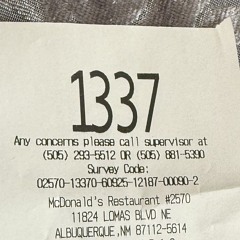 1337
Any concerns please call supervisor at
(505) 293-5512 OR (505) 881-5390
Survey Code:
02570-13370-60925-12187-00090-2
McDonald's Restaurant #2570
11824 LOMAS BLVD NE
ALBUQUERQUE,NM 87112-5614